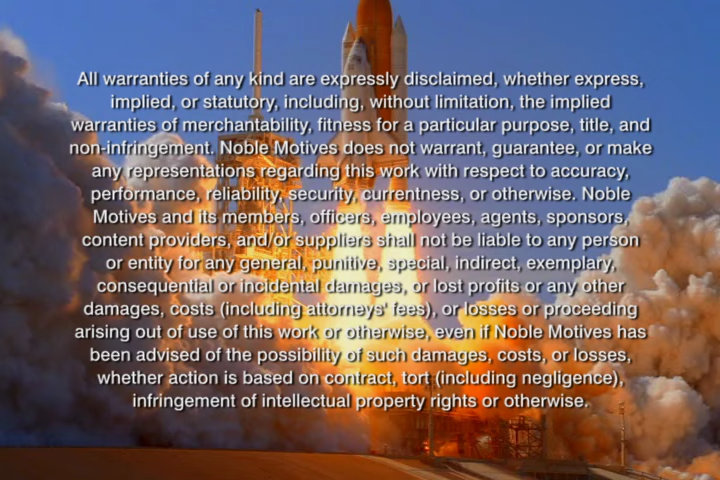 All warranties of any kind are expressly disclaimed, whether express,
implied, or statutory, including, without limitation, the implied
warranties of merchantability, fitness for a particular purpose, title, and
non-infringement. Noble Motives does not warrant, guarantee, or make
any representations regarding this work with respect to accuracy,
performance, reliability, security, currentness, or otherwise. Noble
Motives and its members, officers, employees, agents, sponsors,
content providers, and/or suppliers shall not be liable to any person
or entity for any general, punitive, special, indirect, exemplary,
consequential or incidental damages, or lost profits or any other
damages, costs (including attorneys' fees), or losses or proceeding
arising out of use of this work or otherwise, even if Noble Motives has
been advised of the possibility of such damages, costs, or losses,
whether action is based on contract, tort (including negligence),
infringement of intellectual property rights or otherwise.